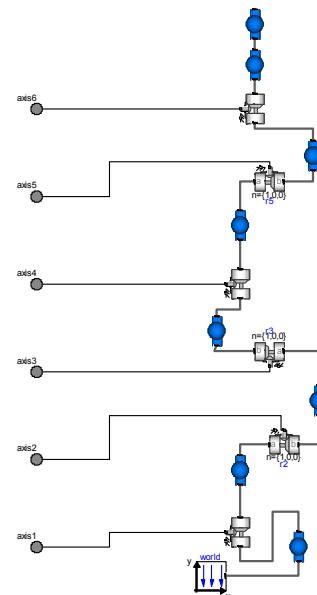 axis6
axis5
a b
n={1,0,0}
r5
axis4
r3
n={1,0,0}
b a
axis3
axis2
a b
n={1,0,0}
r2
axis1
world
y
x